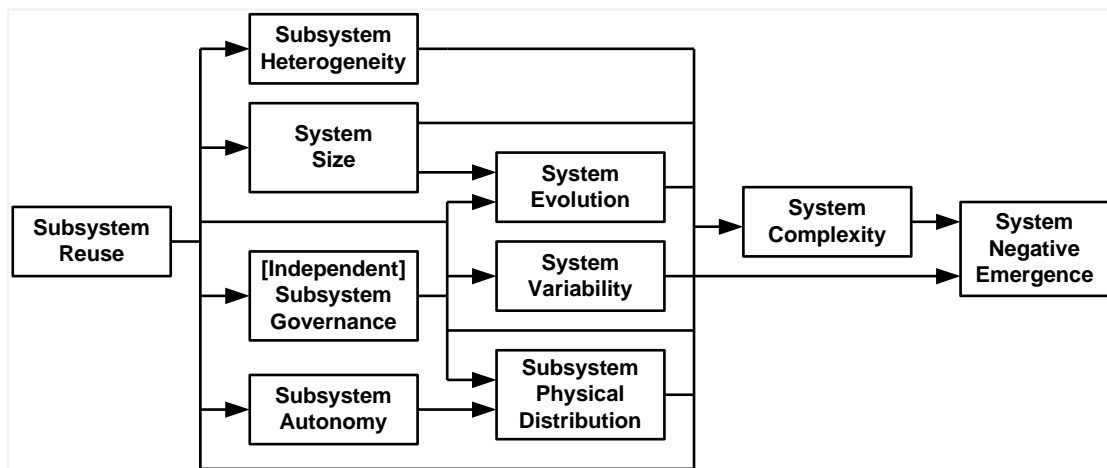 Subsystem
Reuse
Subsystem
Heterogeneity
System
Size
[Independent]
Subsystem
Governance
Subsystem
Autonomy
System
Evolution
System
Variability
Subsystem
Physical
Distribution
System
Complexity
System
Negative
Emergence